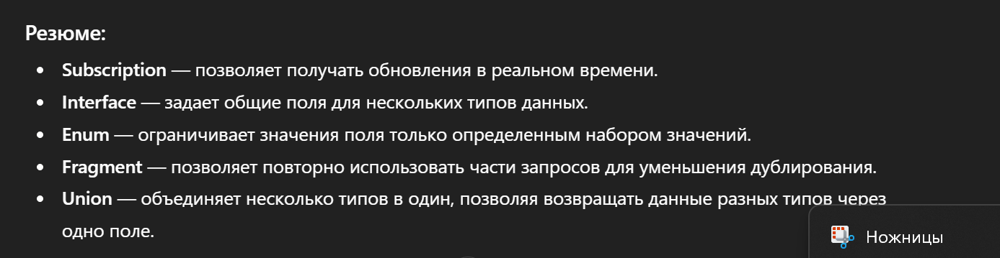 Резюме:
• Subscription — позволяет получать обновления в реальном времени.
• Interface — задает общие поля для нескольких типов данных.
• Enum — ограничивает значения поля только определенным набором значений.
• Fragment — позволяет повторно использовать части запросов для уменьшения дублирования.
• Union — объединяет несколько типов в один, позволяя возвращать данные разных типов через
одно поле.
Ножницы